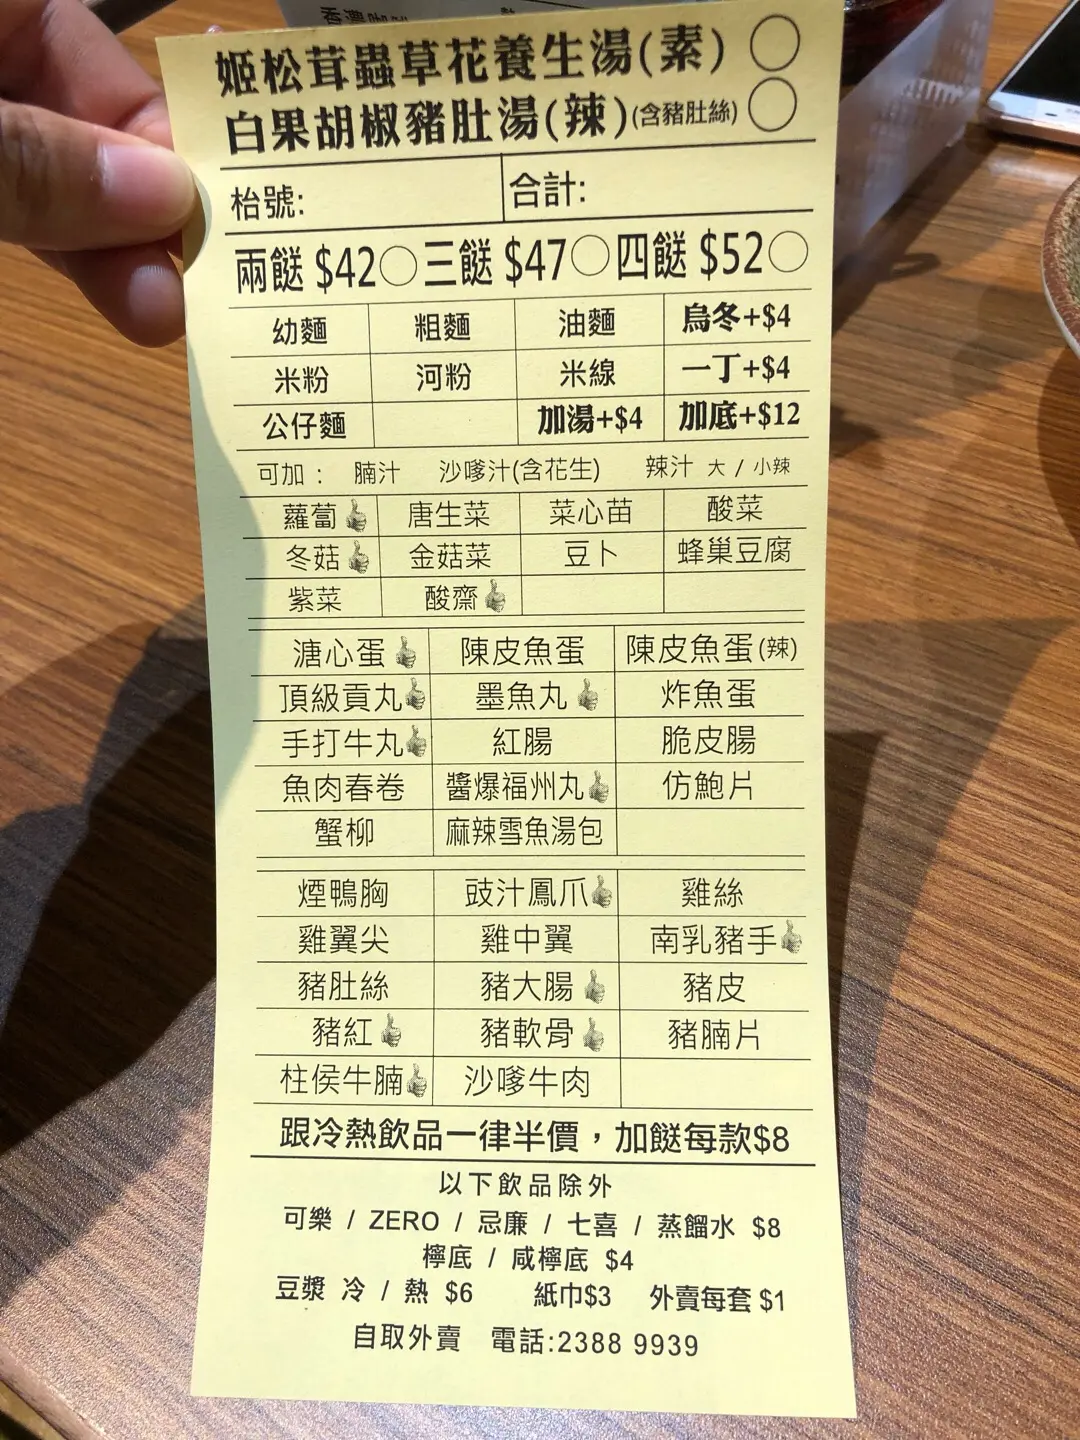 姬松茸蟲草花養生湯(素)
白果胡椒豬肚湯(辣)(含豬肚絲)
枱號: 合計:
兩餸 $42 三餸 $47 四餸 $52
幼麵 粗麵 油麵 烏冬+$4
米粉 河粉 米線 一丁+$4
公仔麵 加湯+$4 加底+$12
可加： 腩汁 沙嗲汁(含花生) 辣汁 大 / 小辣
蘿蔔 唐生菜 菜心苗 酸菜
冬菇 金菇菜 豆卜 蜂巢豆腐
紫菜 酸齋
溏心蛋 陳皮魚蛋 陳皮魚蛋(辣)
頂級貢丸 墨魚丸 炸魚蛋
手打牛丸 紅腸 脆皮腸
魚肉春卷 醬爆福州丸 仿鮑片
蟹柳 麻辣雪魚湯包
煙鴨胸 豉汁鳳爪 雞絲
雞翼尖 雞中翼 南乳豬手
豬肚絲 豬大腸 豬皮
豬紅 豬軟骨 豬腩片
柱侯牛腩 沙嗲牛肉
跟冷熱飲品一律半價，加餸每款$8
以下飲品除外
可樂 / ZERO / 忌廉 / 七喜 / 蒸餾水 $8
檸底 / 咸檸底 $4
豆漿 冷 / 熱 $6 紙巾$3 外賣每套 $1
自取外賣 電話:2388 9939